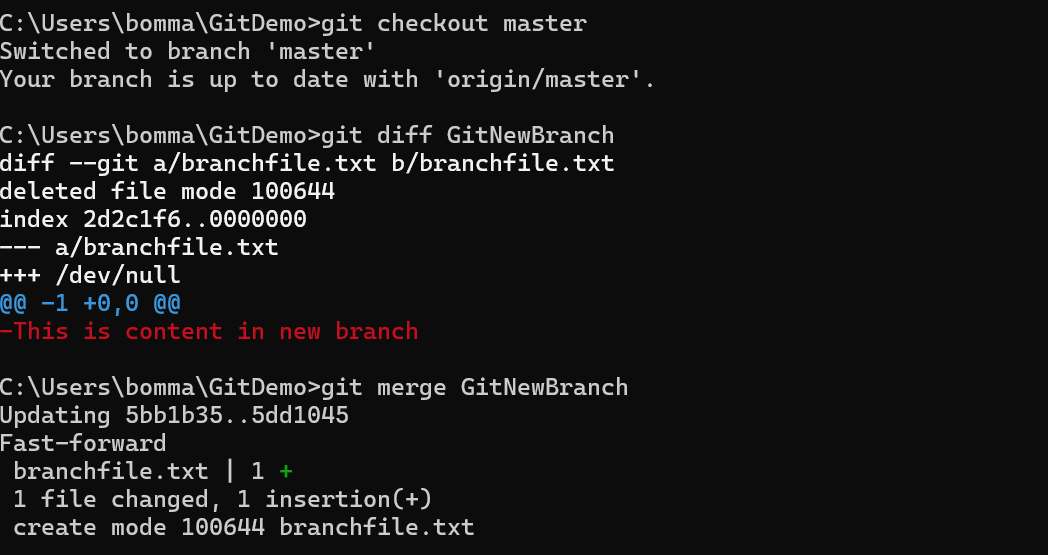 C:\Users\bomma\GitDemo>git checkout master
Switched to branch 'master'
Your branch is up to date with 'origin/master'.
C:\Users\bomma\GitDemo>git diff GitNewBranch
diff --git a/branchfile.txt b/branchfile.txt
deleted file mode 100644
index 2d2c1f6..0000000
--- a/branchfile.txt
+++ /dev/null
@@ -1 +0,0 @@
-This is content in new branch
C:\Users\bomma\GitDemo>git merge GitNewBranch
Updating 5bb1b35..5dd1045
Fast-forward
 branchfile.txt | 1 +
 1 file changed, 1 insertion(+)
 create mode 100644 branchfile.txt